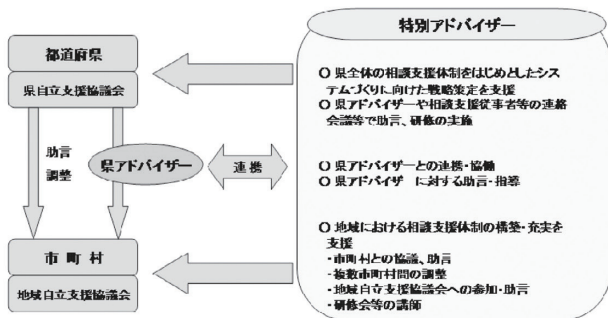 都道府県
県自立支援協議会
助言
調整
県アドバイザー
連携
市町村
地域自立支援協議会
特別アドバイザー
○ 県全体の相談支援体制をはじめとしたシス
テムづくりに向けた戦略策定を支援
○ 県アドバイザーや相談支援従事者等の連絡
会議等で助言、研修の実施
○ 県アドバイザーとの連携・協働
○ 県アドバイザ　に対する助言・指導
○ 地域における相談支援体制の構築・充実を
支援
・市町村との協議、助言
・複数市町村間の調整
・地域自立支援協議会への参加・助言
・研修会等の講師